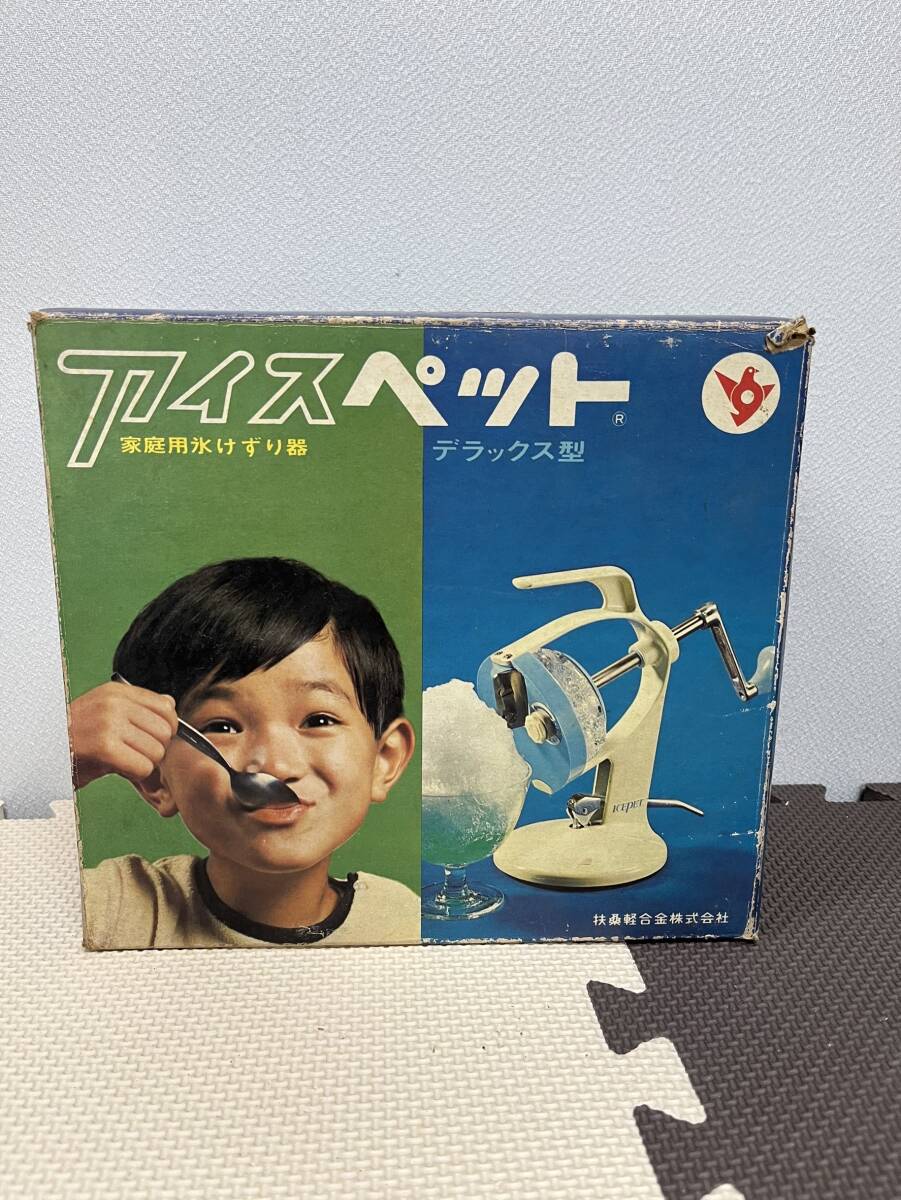 アイスペット®
家庭用氷けずり器
デラックス型
ICEPET
扶桑軽合金株式会社